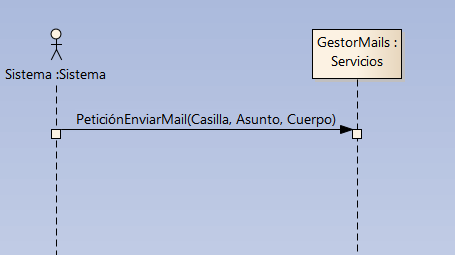 GestorMails :
Servicios
Sistema :Sistema
PeticiónEnviarMail(Casilla, Asunto, Cuerpo)